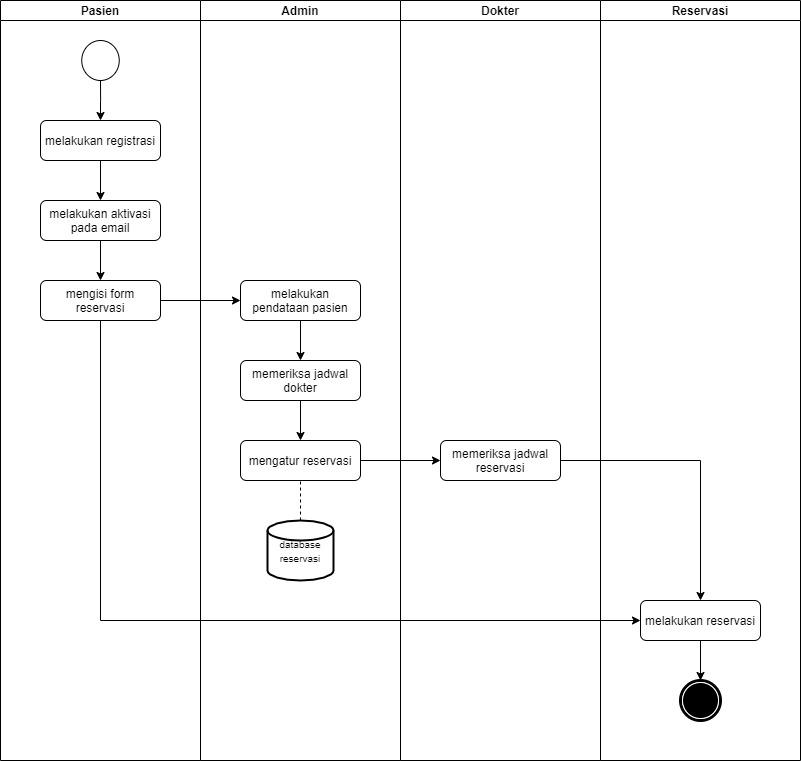 Pasien
Admin
Dokter
Reservasi
melakukan registrasi
melakukan aktivasi
pada email
mengisi form
reservasi
melakukan
pendataan pasien
memeriksa jadwal
dokter
mengatur reservasi
memeriksa jadwal
reservasi
database
reservasi
melakukan reservasi